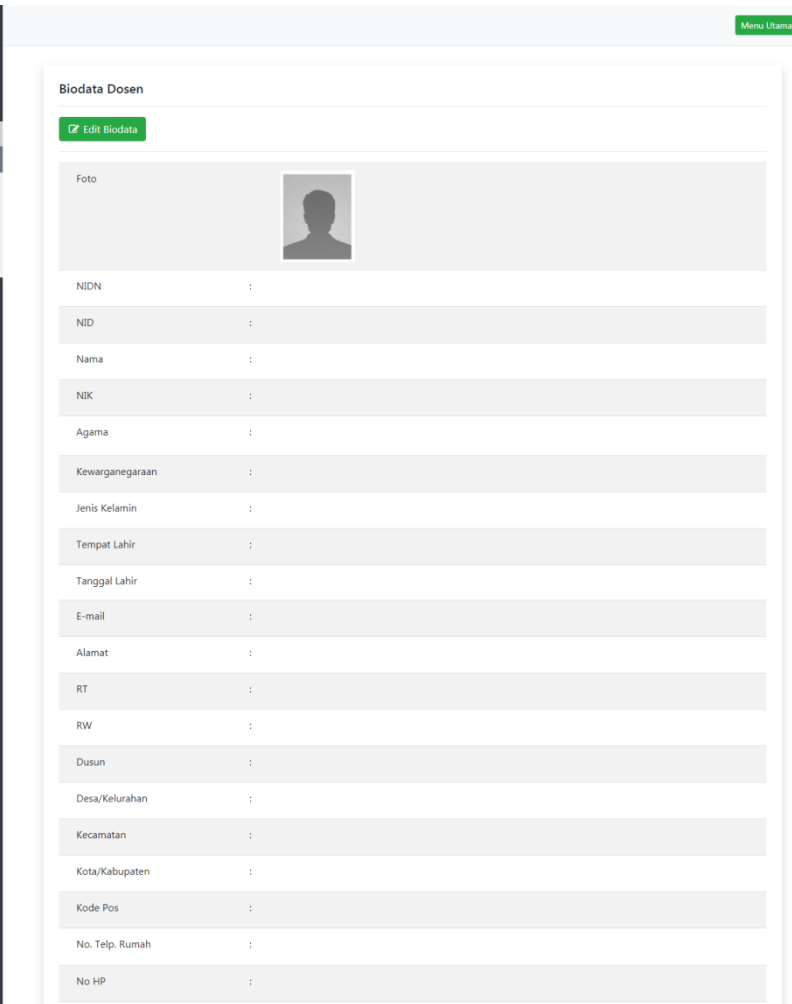 Menu Utama
Biodata Dosen
Edit Biodata
Foto
NIDN :
NID :
Nama :
NIK :
Agama :
Kewarganegaraan :
Jenis Kelamin :
Tempat Lahir :
Tanggal Lahir :
E-mail :
Alamat :
RT :
RW :
Dusun :
Desa/Kelurahan :
Kecamatan :
Kota/Kabupaten :
Kode Pos :
No. Telp. Rumah :
No HP :